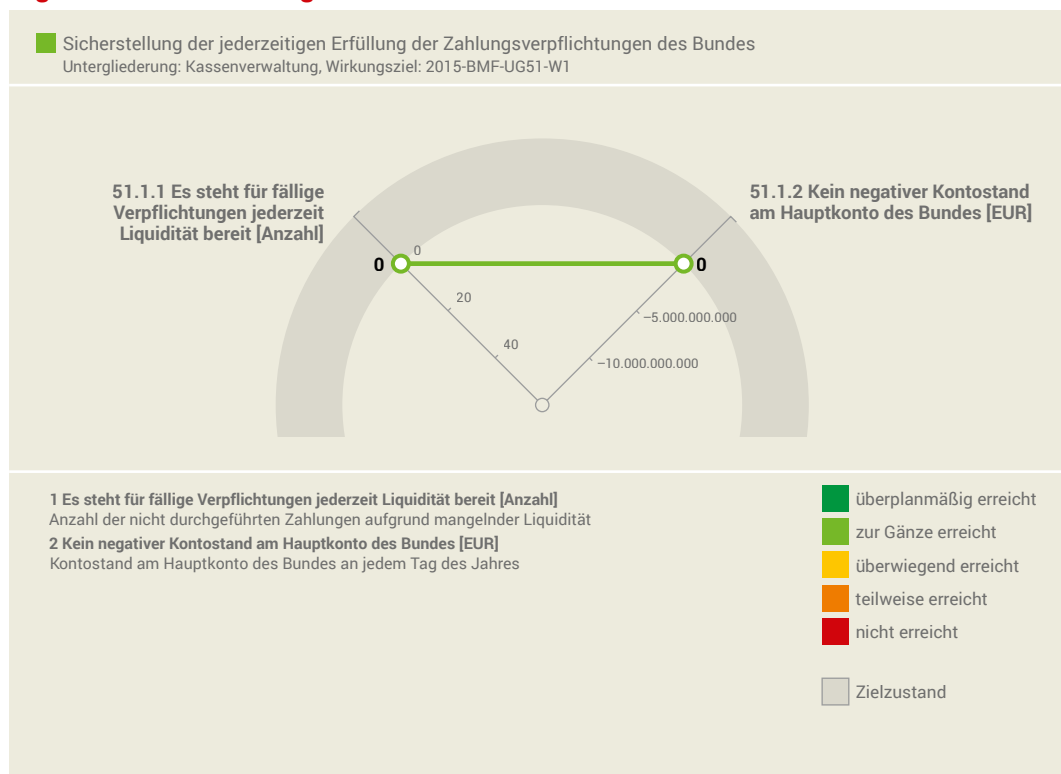 Sicherstellung der jederzeitigen Erfüllung der Zahlungsverpflichtungen des Bundes
Untergliederung: Kassenverwaltung, Wirkungsziel: 2015-BMF-UG51-W1
51.1.1 Es steht für fällige
Verpflichtungen jederzeit
Liquidität bereit [Anzahl]
51.1.2 Kein negativer Kontostand
am Hauptkonto des Bundes [EUR]
0
0
0
20
40
−5.000.000.000
−10.000.000.000
1 Es steht für fällige Verpflichtungen jederzeit Liquidität bereit [Anzahl]
Anzahl der nicht durchgeführten Zahlungen aufgrund mangelnder Liquidität
2 Kein negativer Kontostand am Hauptkonto des Bundes [EUR]
Kontostand am Hauptkonto des Bundes an jedem Tag des Jahres
überplanmäßig erreicht
zur Gänze erreicht
überwiegend erreicht
teilweise erreicht
nicht erreicht
Zielzustand